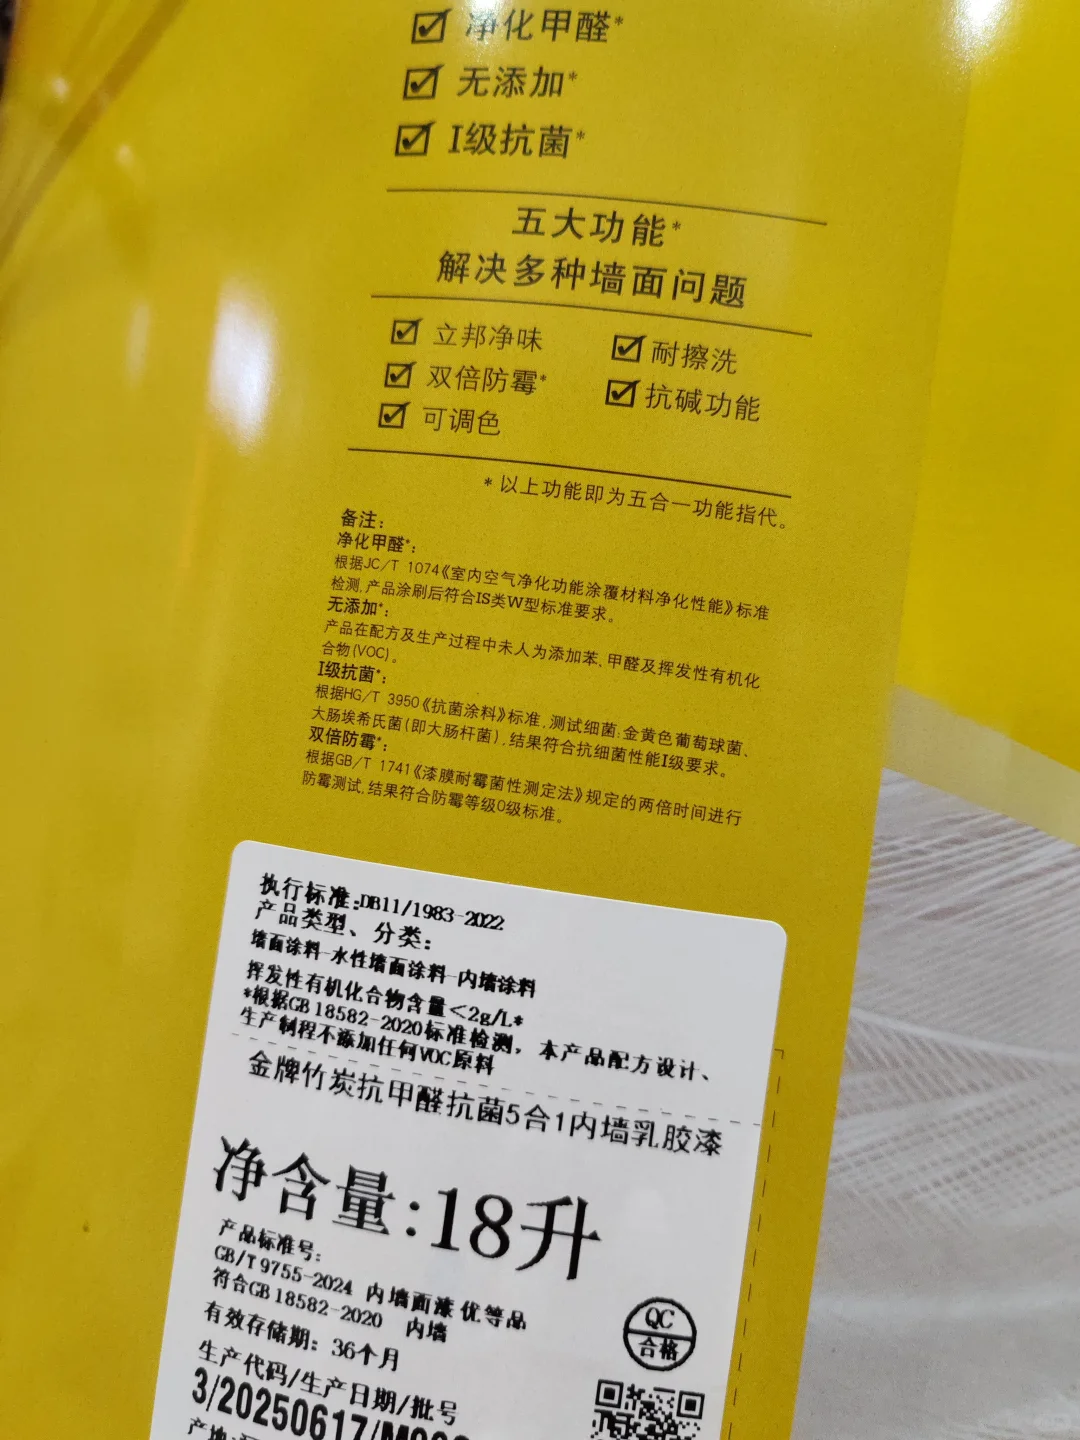 净化甲醛*
无添加*
I级抗菌*
五大功能*
解决多种墙面问题
立邦净味
耐擦洗
双倍防霉*
抗碱功能
可调色
*以上功能即为五合一功能指代。
备注:
净化甲醛*:
根据JC/T 1074《室内空气净化功能涂覆材料净化性能》标准
检测,产品涂刷后符合IS类W型标准要求。
无添加*:
产品在配方及生产过程中未人为添加苯、甲醛及挥发性有机化
合物(VOC)。
I级抗菌*:
根据HG/T 3950《抗菌涂料》标准,测试细菌:金黄色葡萄球菌、
大肠埃希氏菌(即大肠杆菌),结果符合抗细菌性能I级要求。
双倍防霉*:
根据GB/T 1741《漆膜耐霉菌性测定法》规定的两倍时间进行
防霉测试,结果符合防霉等级0级标准。
执行标准:DB11/1983-2022
产品类型、分类:
墙面涂料-水性墙面涂料-内墙涂料
挥发性有机化合物含量<2g/L*
*根据GB 18582-2020标准检测,本产品配方设计、
生产制程不添加任何VOC原料
金牌竹炭抗甲醛抗菌5合1内墙乳胶漆
净含量:18升
产品标准号:
GB/T 9755-2024 内墙面漆 优等品
符合GB 18582-2020 内墙
有效存储期: 36个月
QC
合格
生产代码/生产日期/批号
3/20250617/
产地: